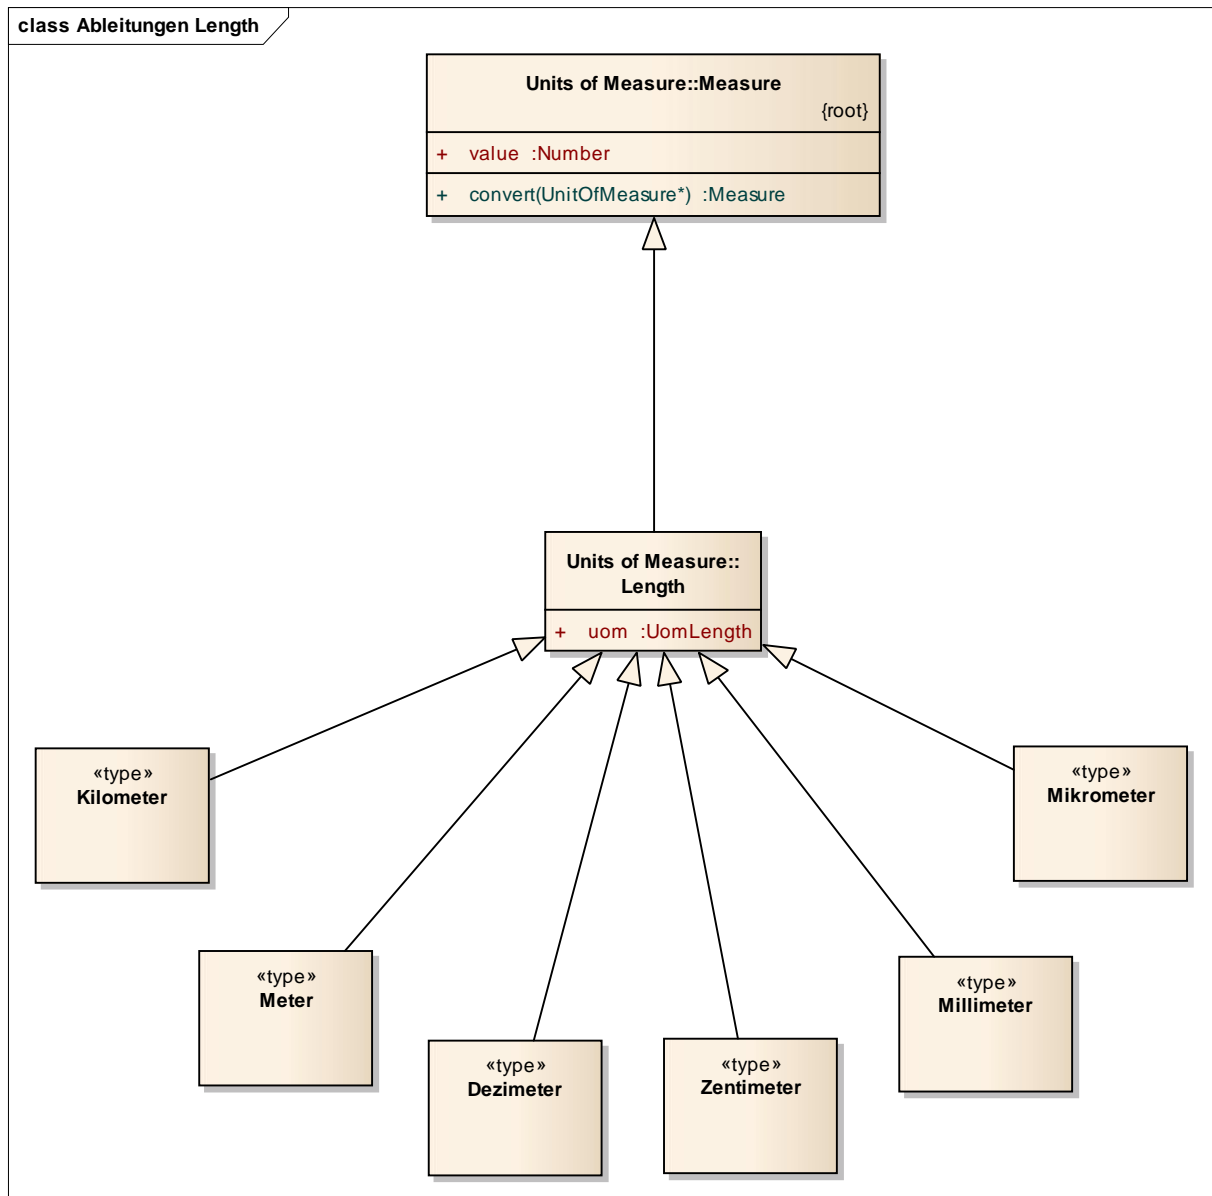 class Ableitungen Length
Units of Measure::Measure
{root}
+ value :Number
+ convert(UnitOfMeasure*) :Measure
Units of Measure::
Length
+ uom :UomLength
«type»
Kilometer
«type»
Mikrometer
«type»
Meter
«type»
Millimeter
«type»
Dezimeter
«type»
Zentimeter